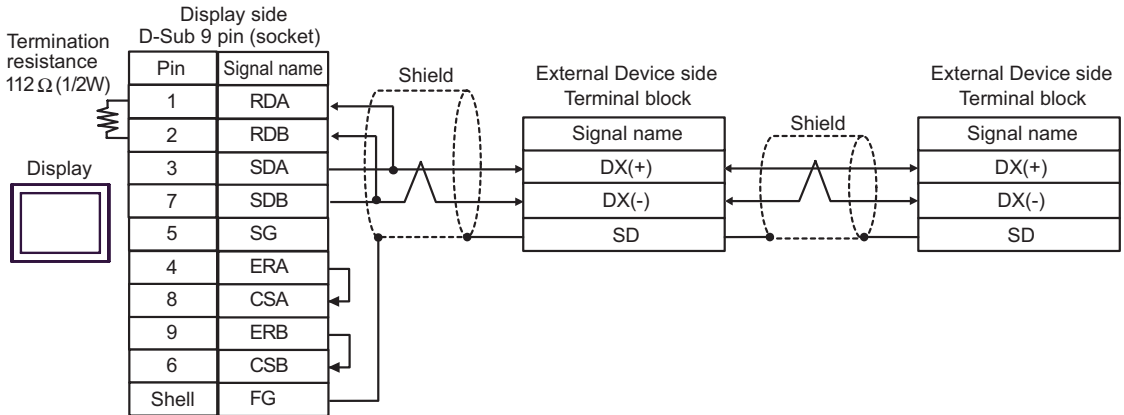 Display side
D-Sub 9 pin (socket)
Termination
resistance
112 Ω (1/2W)
Pin Signal name
1 RDA
2 RDB
3 SDA
7 SDB
5 SG
4 ERA
8 CSA
9 ERB
6 CSB
Shell FG
Display
Shield
External Device side
Terminal block
Signal name
DX(+)
DX(-)
SD
Shield
External Device side
Terminal block
Signal name
DX(+)
DX(-)
SD